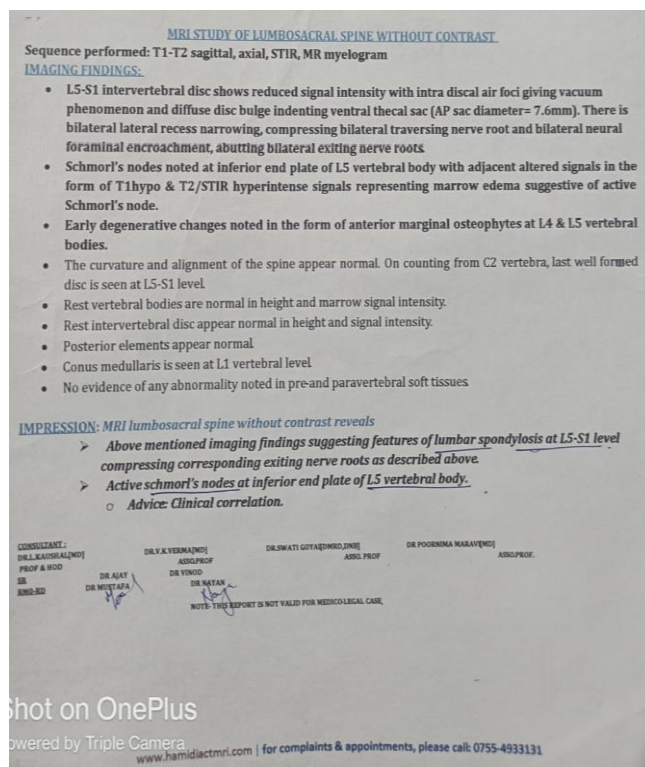 MRI STUDY OF LUMBOSACRAL SPINE WITHOUT CONTRAST
Sequence performed: T1-T2 sagittal, axial, STIR, MR myelogram
IMAGING FINDINGS:
• L5-S1 intervertebral disc shows reduced signal intensity with intra discal air foci giving vacuum
phenomenon and diffuse disc bulge indenting ventral thecal sac (AP sac diameter= 7.6mm). There is
bilateral lateral recess narrowing, compressing bilateral traversing nerve root and bilateral neural
foraminal encroachment, abutting bilateral exiting nerve roots
• Schmorl's nodes noted at inferior end plate of L5 vertebral body with adjacent altered signals in the
form of T1hypo & T2/STIR hyperintense signals representing marrow edema suggestive of active
Schmorl's node.
• Early degenerative changes noted in the form of anterior marginal osteophytes at L4 & L5 vertebral
bodies.
• The curvature and alignment of the spine appear normal. On counting from C2 vertebra, last well formed
disc is seen at L5-S1 level
• Rest vertebral bodies are normal in height and marrow signal intensity.
• Rest intervertebral disc appear normal in height and signal intensity.
• Posterior elements appear normal
• Conus medullaris is seen at L1 vertebral level
• No evidence of any abnormality noted in pre-and paravertebral soft tissues
IMPRESSION: MRI lumbosacral spine without contrast reveals
➢ Above mentioned imaging findings suggesting features of lumbar spondylosis at L5-S1 level
compressing corresponding exiting nerve roots as described above.
➢ Active schmorl's nodes at inferior end plate of L5 vertebral body.
o Advice: Clinical correlation.
CONSULTANT:
DR.L.KAUSHAL[MD] DR.V.K.VERMA[MD] DR.SWATI GOYAL[DMRD,DNB] DR POORNIMA MARAVI[MD]
PROF & HOD ASSO.PROF ASSO. PROF ASSO.PROF.
SR DR AJAY DR VINOD
DR MUSTAFA DR NAYAN
NOTE- THIS REPORT IS NOT VALID FOR MEDICO LEGAL CASE.
Shot on OnePlus
Powered by Triple Camera
www.hamidiactmri.com | for complaints & appointments, please call: 0755-4933131